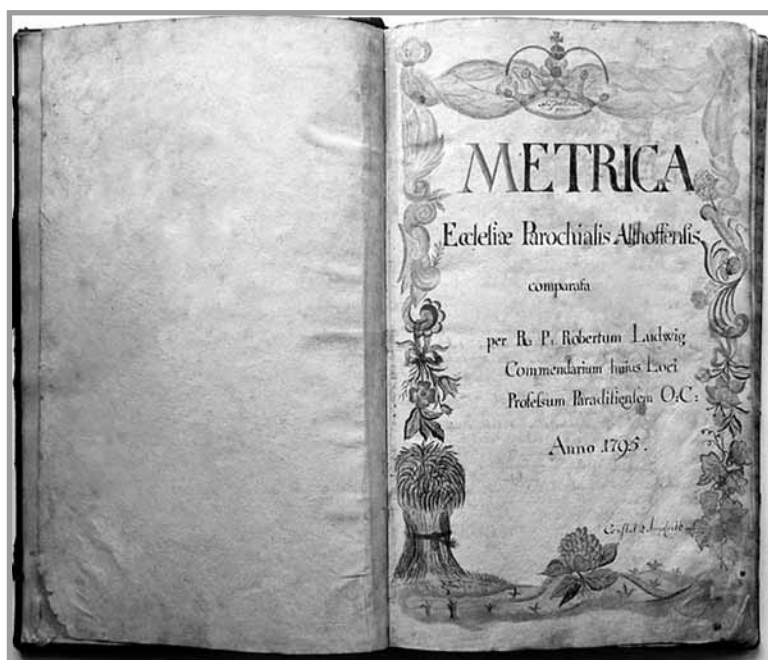 METRICA
Ecclesiæ Parochialis Althoffensis
comparata
per R: P: Robertum Ludwig
Commendarium huius Loci
Professum Paradisiensem O: C:
Anno 1795.